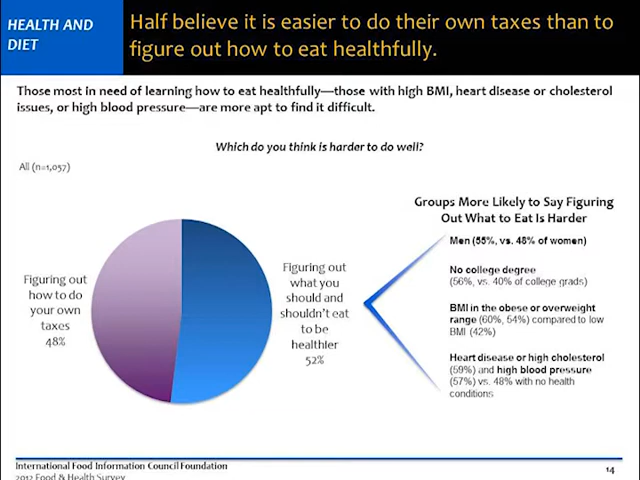 HEALTH AND
DIET
Half believe it is easier to do their own taxes than to
figure out how to eat healthfully.
Those most in need of learning how to eat healthfully—those with high BMI, heart disease or cholesterol
issues, or high blood pressure—are more apt to find it difficult.
Which do you think is harder to do well?
All (n=1,057)
Groups More Likely to Say Figuring
Out What to Eat Is Harder
Men (55%, vs. 48% of women)
No college degree
(56%, vs. 40% of college grads)
BMI in the obese or overweight
range (60%, 54%) compared to low
BMI (42%)
Heart disease or high cholesterol
(59%) and high blood pressure
(57%) vs. 48% with no health
conditions
Figuring out
how to do
your own
taxes
48%
Figuring out
what you
should and
shouldn't eat
to be
healthier
52%
International Food Information Council Foundation
2012 Food & Health Survey
14